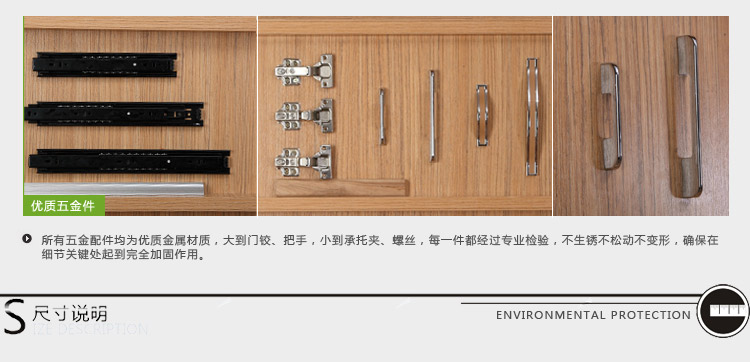 优质五金件
所有五金配件均为优质金属材质，大到门铰、把手，小到承托夹、螺丝，每一件都经过专业检验，不生锈不松动不变形，确保在
细节关键处起到完全加固作用。
S 尺寸说明
IZE DESCRIPTION
ENVIRONMENTAL PROTECTION